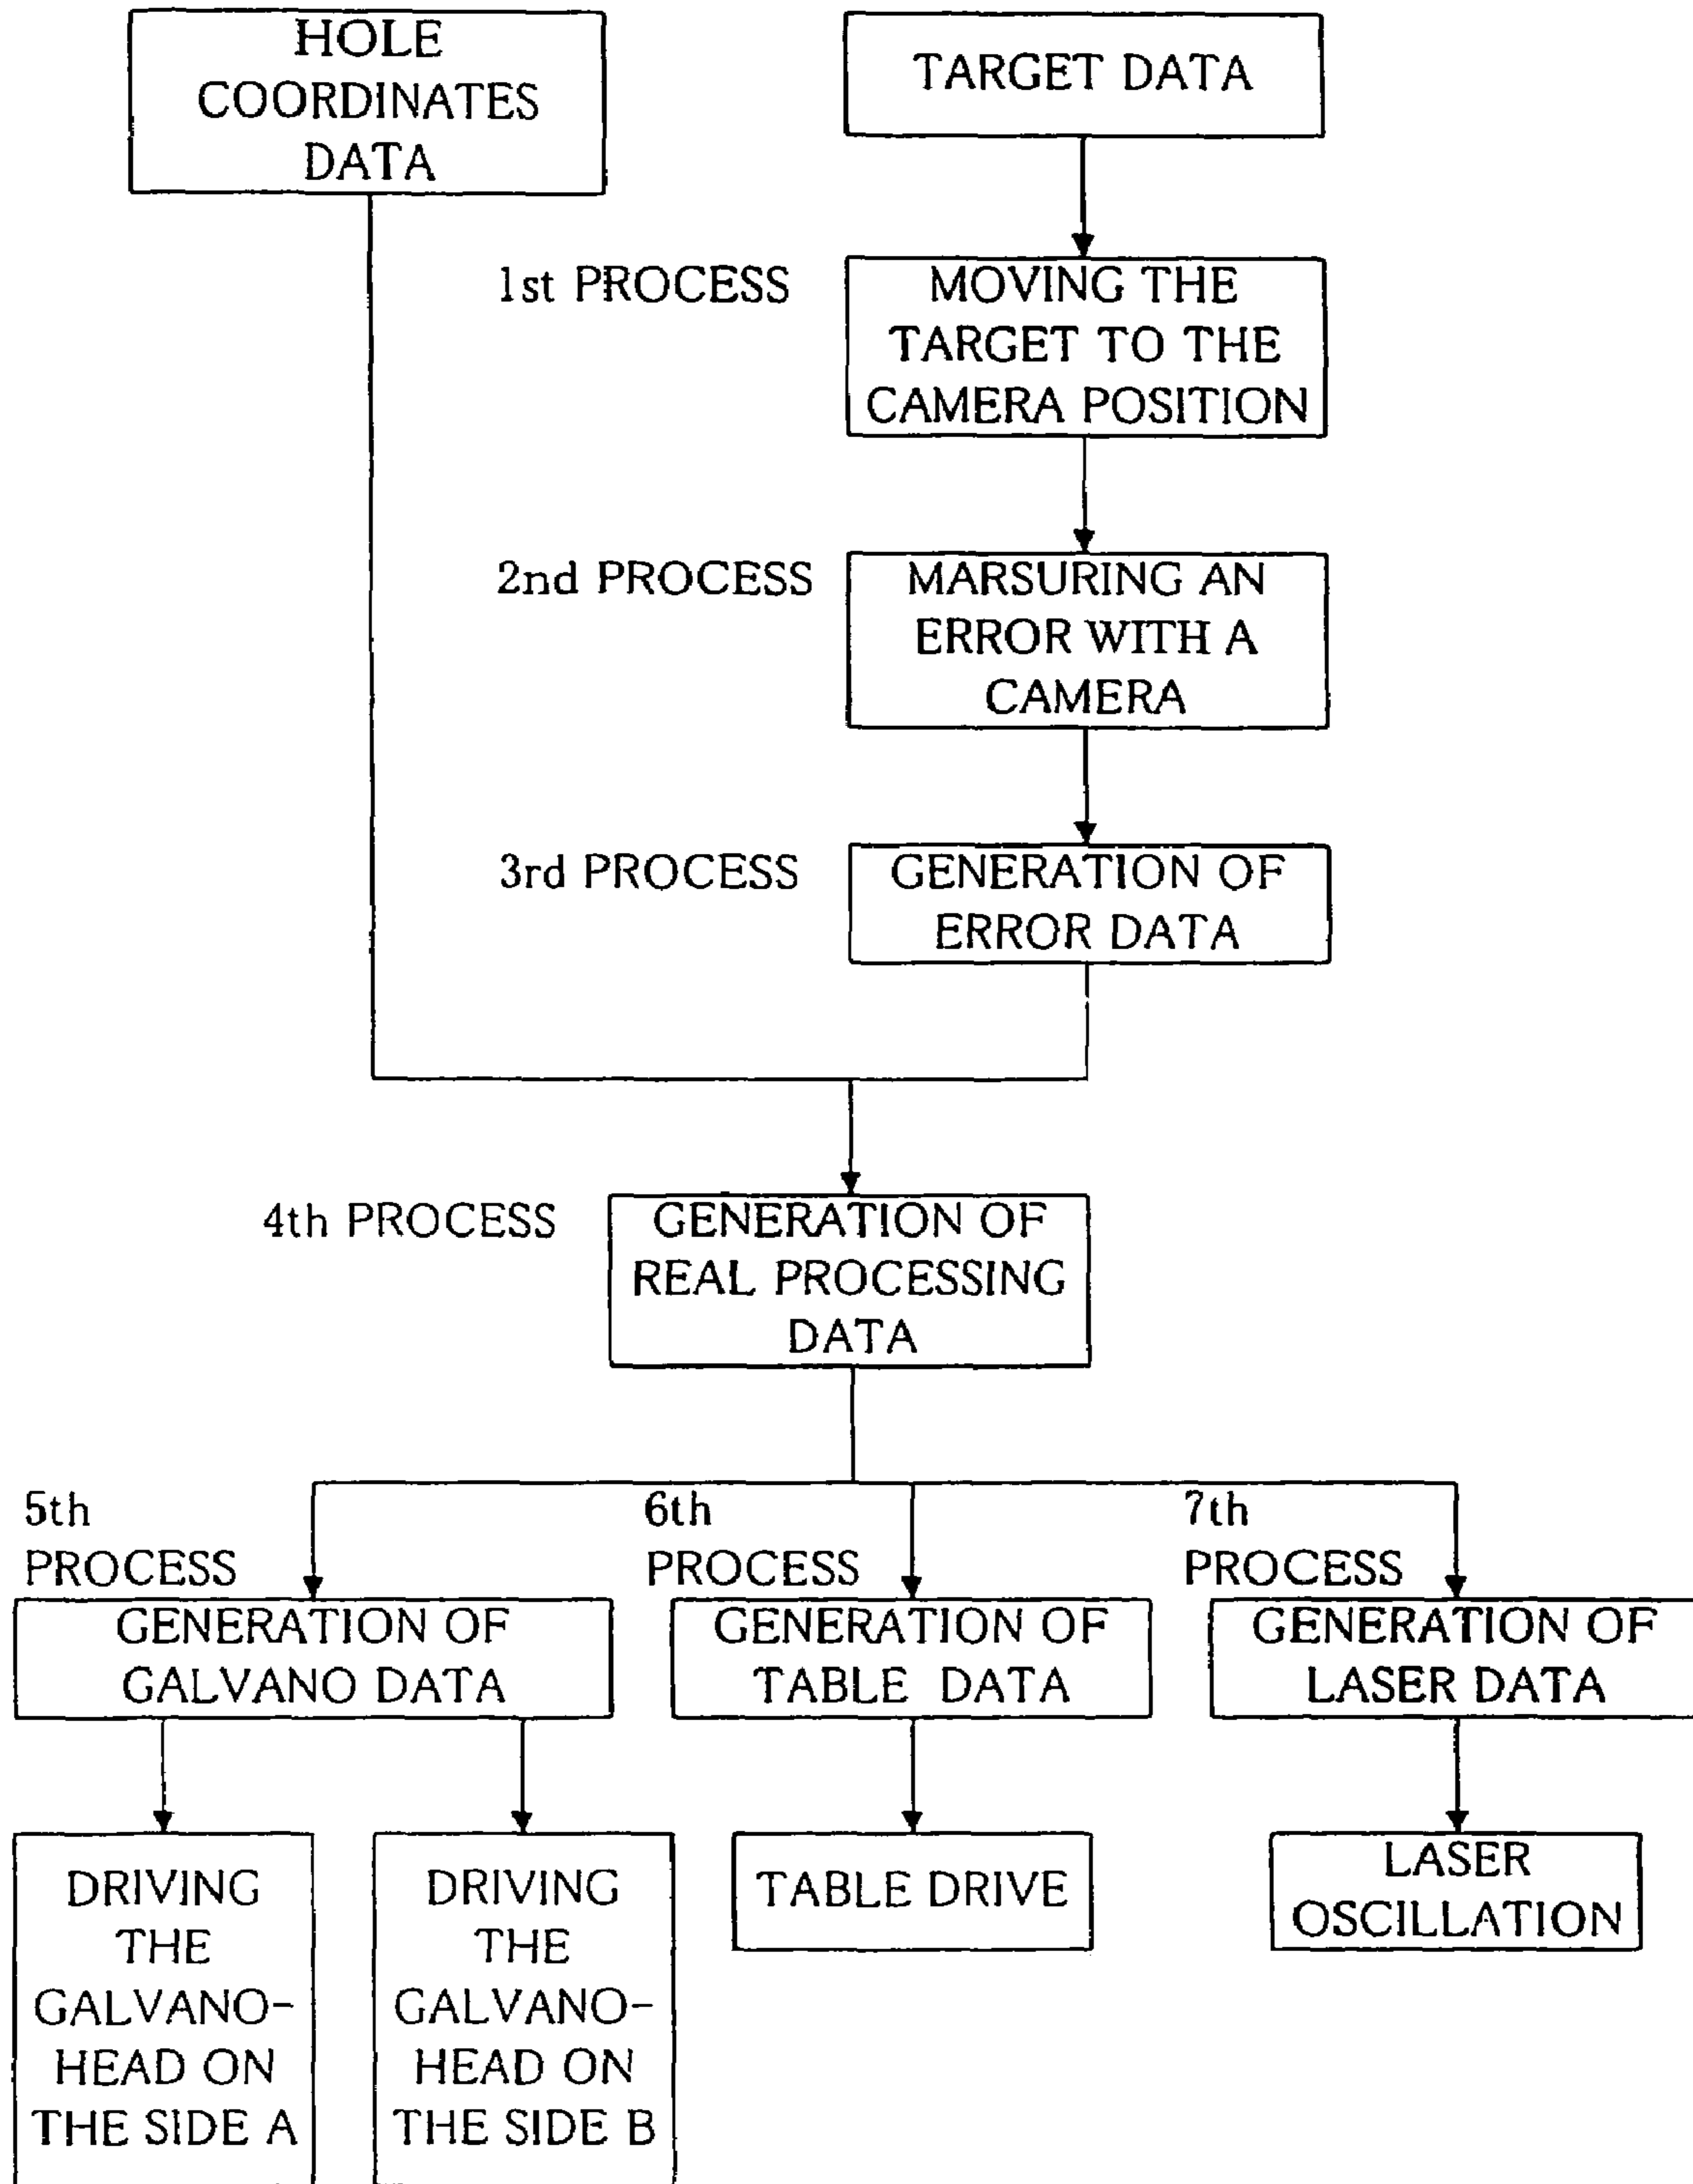 HOLE
COORDINATES
DATA
TARGET DATA
1st PROCESS
MOVING THE
TARGET TO THE
CAMERA POSITION
2nd PROCESS
MARSURING AN
ERROR WITH A
CAMERA
3rd PROCESS
GENERATION OF
ERROR DATA
4th PROCESS
GENERATION OF
REAL PROCESSING
DATA
5th
PROCESS
GENERATION OF
GALVANO DATA
6th
PROCESS
GENERATION OF
TABLE DATA
7th
PROCESS
GENERATION OF
LASER DATA
DRIVING
THE
GALVANO-
HEAD ON
THE SIDE A
DRIVING
THE
GALVANO-
HEAD ON
THE SIDE B
TABLE DRIVE
LASER
OSCILLATION